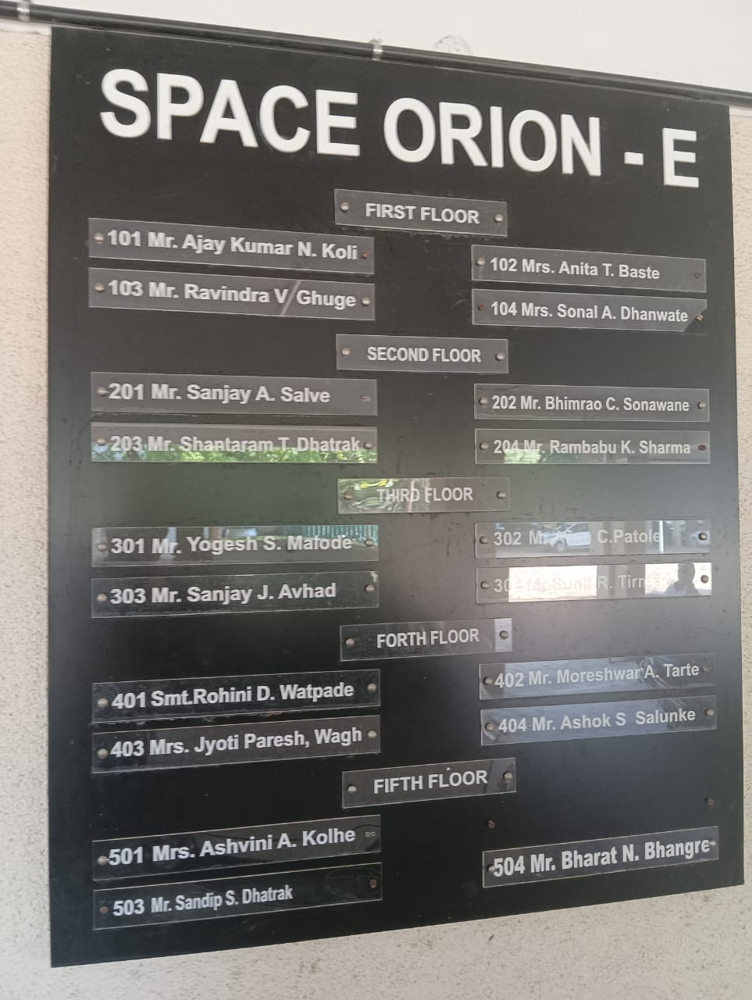 SPACE ORION - E
FIRST FLOOR
101 Mr. Ajay Kumar N. Koli
102 Mrs. Anita T. Baste
103 Mr. Ravindra V Ghuge
104 Mrs. Sonal A. Dhanwate
SECOND FLOOR
201 Mr. Sanjay A. Salve
202 Mr. Bhimrao C. Sonawane
203 Mr. Shantaram T. Dhatrak
204 Mr. Rambabu K. Sharma
THIRD FLOOR
301 Mr. Yogesh S.
302 C.Patole
303 Mr. Sanjay J. Avhad
Mr. Sunil R.
FORTH FLOOR
401 Smt.Rohini D. Watpade
402 Mr. Moreshwar A. Tarte
403 Mrs. Jyoti Paresh, Wagh
404 Mr. Ashok S Salunke
FIFTH FLOOR
501 Mrs. Ashvini A. Kolhe
504 Mr. Bharat N. Bhangre
503 Mr. Sandip S. Dhatrak